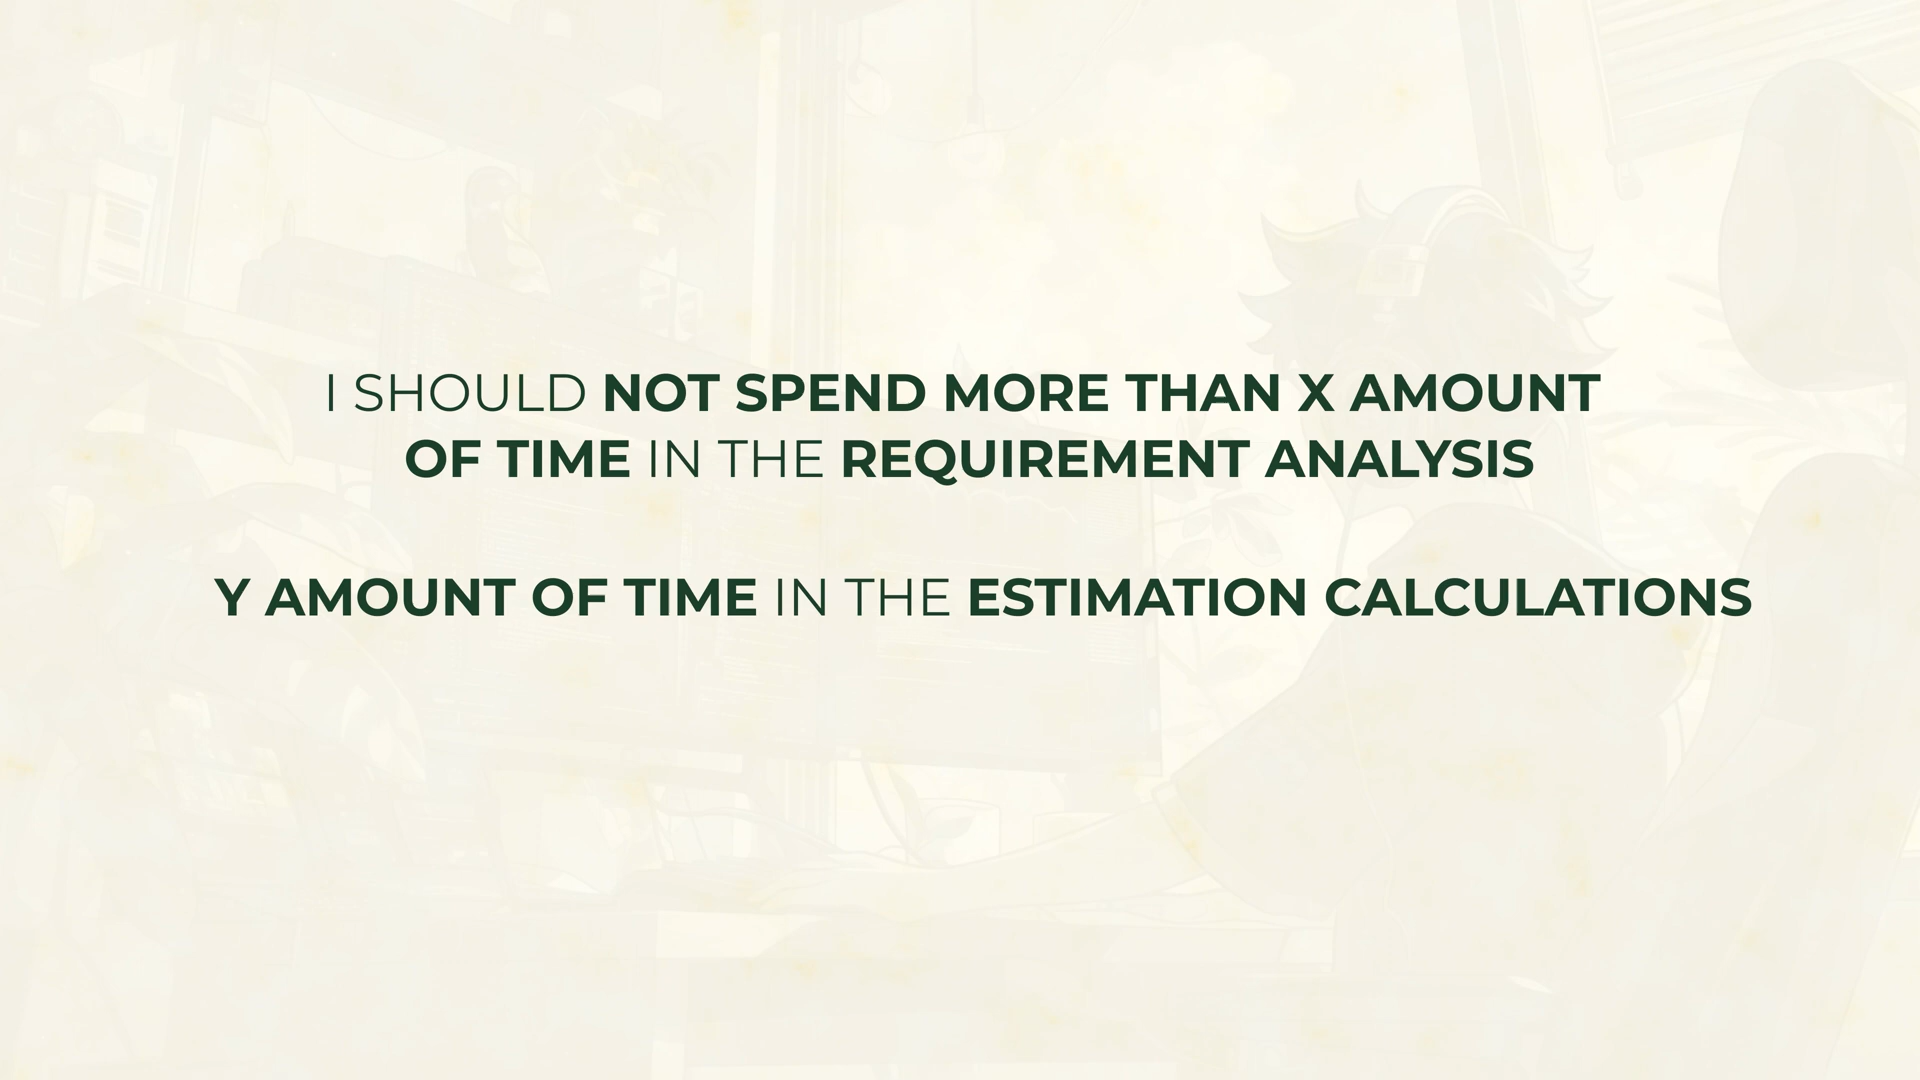 I SHOULD NOT SPEND MORE THAN X AMOUNT
OF TIME IN THE REQUIREMENT ANALYSIS
Y AMOUNT OF TIME IN THE ESTIMATION CALCULATIONS